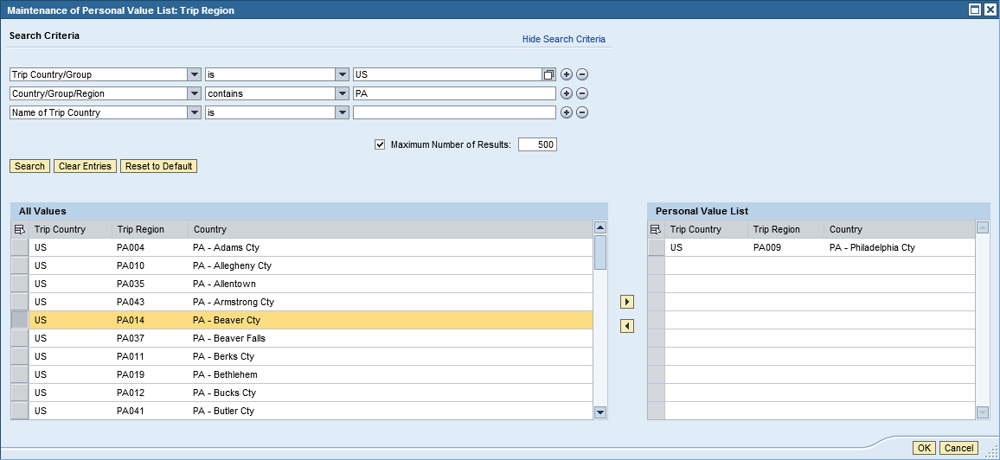 Maintenance of Personal Value List: Trip Region
Search Criteria
Hide Search Criteria
Trip Country/Group is US
Country/Group/Region contains PA
Name of Trip Country is
Maximum Number of Results: 500
Search Clear Entries Reset to Default
All Values
Trip Country Trip Region Country
US PA004 PA - Adams Cty
US PA010 PA - Allegheny Cty
US PA035 PA - Allentown
US PA043 PA - Armstrong Cty
US PA014 PA - Beaver Cty
US PA037 PA - Beaver Falls
US PA011 PA - Berks Cty
US PA019 PA - Bethlehem
US PA012 PA - Bucks Cty
US PA041 PA - Butler Cty
Personal Value List
Trip Country Trip Region Country
US PA009 PA - Philadelphia Cty
OK Cancel